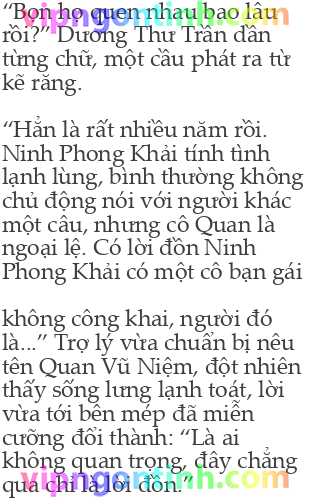 “Bọn họ quen nhau bao lâu
rồi?” Dương Thư Trân dằn
từng chữ, một câu phát ra từ
kẽ răng.
“Hẳn là rất nhiều năm rồi.
Ninh Phong Khải tính tình
lạnh lùng, bình thường không
chủ động nói với người khác
một câu, nhưng cô Quan là
ngoại lệ. Có lời đồn Ninh
Phong Khải có một cô bạn gái
không công khai, người đó
là...” Trợ lý vừa chuẩn bị nêu
tên Quan Vũ Niệm, đột nhiên
thấy sống lưng lạnh toát, lời
vừa tới bên mép đã miễn
cưỡng đổi thành: “Là ai
không quan trọng, đây chẳng
qua chỉ là lời đồn.”
vipngontinh.com
vipngontinh.com